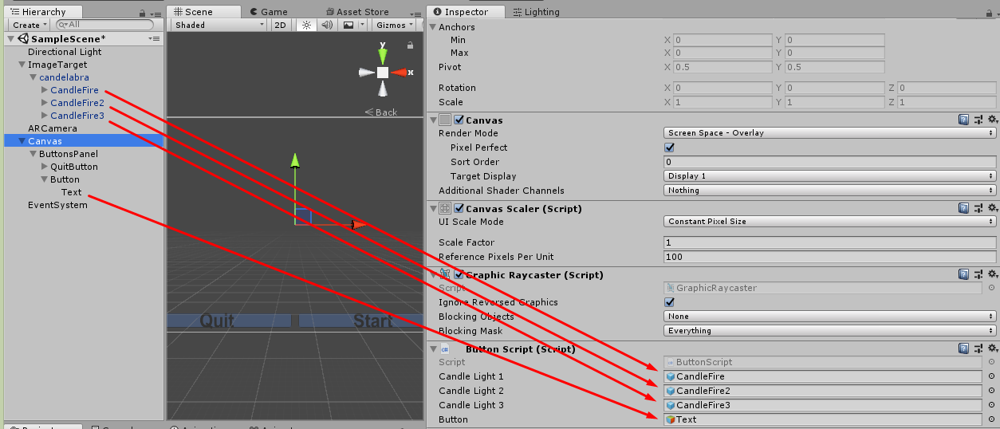 Hierarchy
Create
All
SampleScene*
Directional Light
ImageTarget
candelabra
CandleFire
CandleFire2
CandleFire3
ARCamera
Canvas
ButtonsPanel
QuitButton
Button
Text
EventSystem
Scene Game Asset Store
Shaded 2D Gizmos
y
x
Back
Quit Start
Inspector Lighting
Anchors
Min X 0 Y 0
Max X 0 Y 0
Pivot X 0.5 Y 0.5
Rotation X 0 Y 0 Z 0
Scale X 1 Y 1 Z 1
Canvas
Render Mode Screen Space - Overlay
Pixel Perfect
Sort Order 0
Target Display Display 1
Additional Shader Channels Nothing
Canvas Scaler (Script)
UI Scale Mode Constant Pixel Size
Scale Factor 1
Reference Pixels Per Unit 100
Graphic Raycaster (Script)
Script GraphicRaycaster
Ignore Reversed Graphics
Blocking Objects None
Blocking Mask Everything
Button Script (Script)
Script ButtonScript
Candle Light 1 CandleFire
Candle Light 2 CandleFire2
Candle Light 3 CandleFire3
Button Text